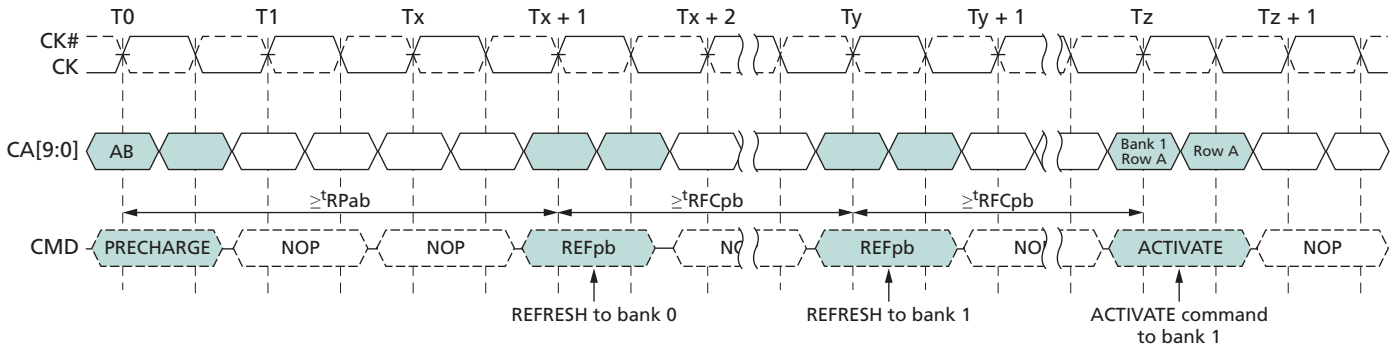 T0 T1 Tx Tx + 1 Tx + 2 Ty Ty + 1 Tz Tz + 1
CK#
CK
CA[9:0] AB Bank 1 Row A Row A
≥tRPab ≥tRFCpb ≥tRFCpb
CMD PRECHARGE NOP NOP REFpb REFpb ACTIVATE NOP
REFRESH to bank 0 REFRESH to bank 1 ACTIVATE command
to bank 1